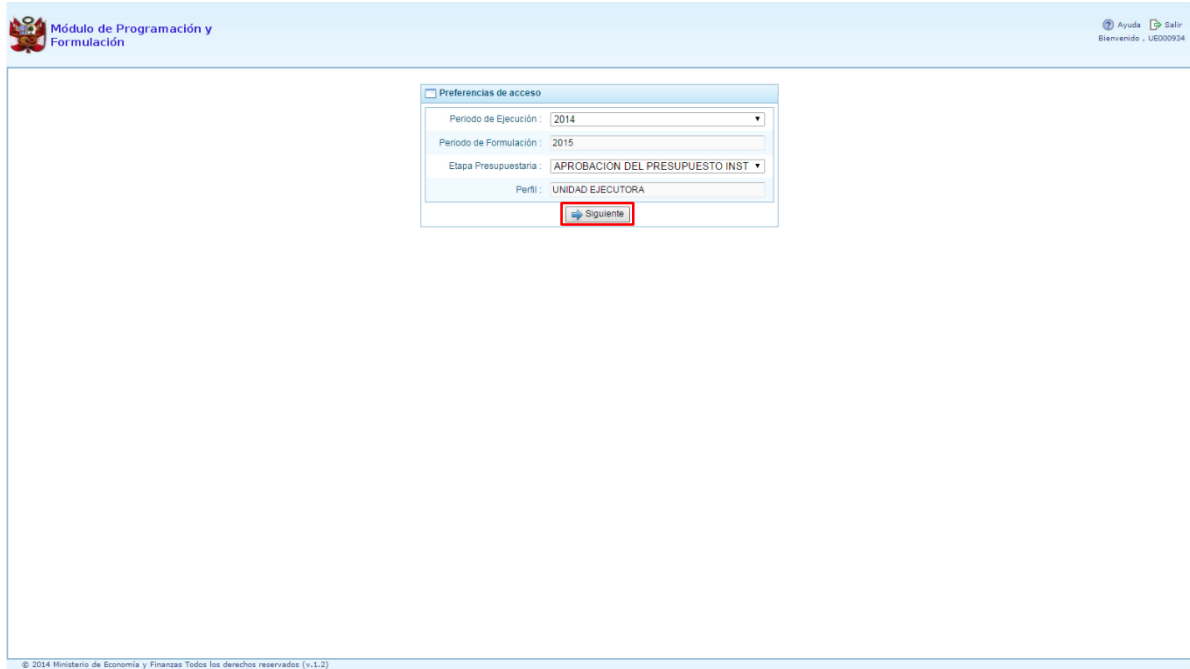 Módulo de Programación y
Formulación
Ayuda Salir
Bienvenido , UE000934
Preferencias de acceso
Periodo de Ejecución : 2014
Periodo de Formulación : 2015
Etapa Presupuestaria : APROBACION DEL PRESUPUESTO INST
Perfil : UNIDAD EJECUTORA
Siguiente
© 2014 Ministerio de Economía y Finanzas Todos los derechos reservados (v.1.2)